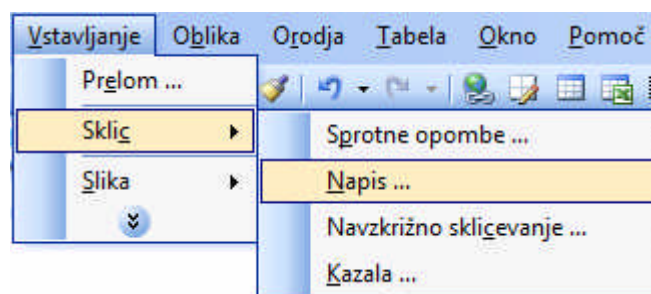 Vstavljanje Oblika Orodja Tabela Okno Pomoč
Prelom ...
Sklic
Sprotne opombe ...
Slika
Napis ...
Navzkrižno sklicevanje ...
Kazala ...